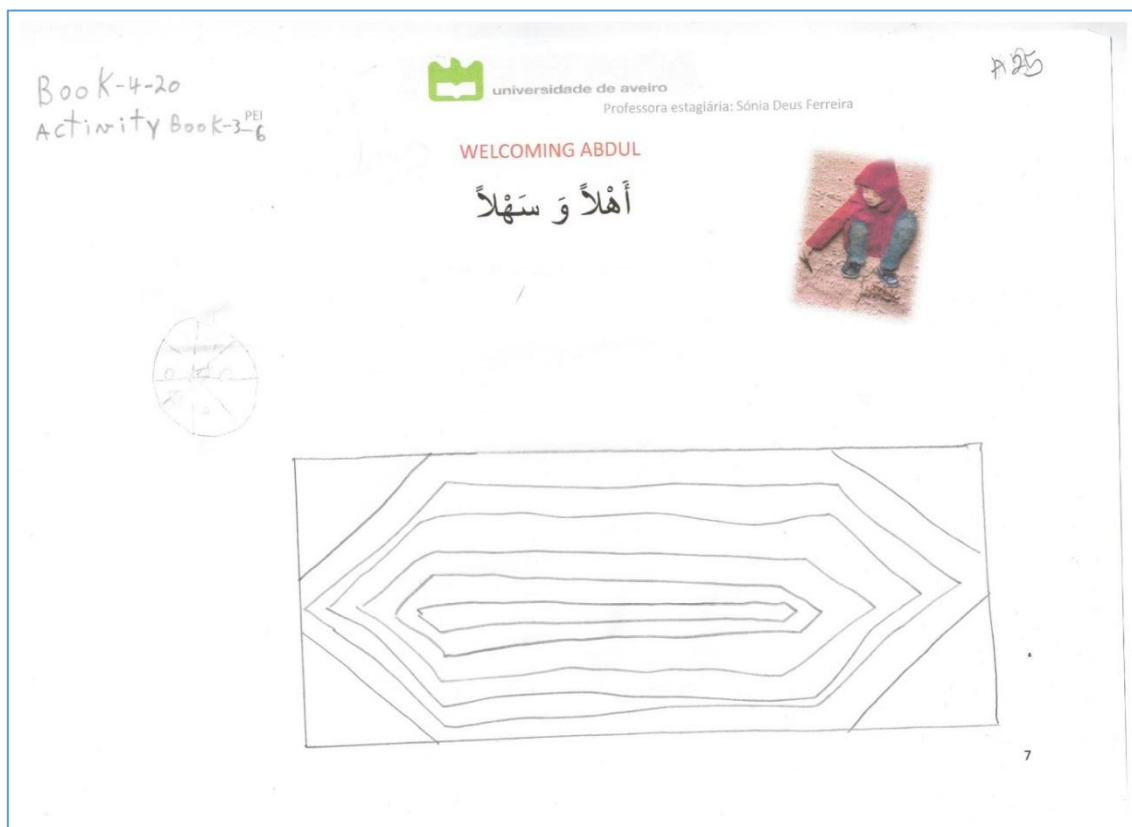 Book-4-20
Activity Book-3-6
PEI
A25
universidade de aveiro
Professora estagiária: Sónia Deus Ferreira
WELCOMING ABDUL
أَهْلاً وَ سَهْلاً
7